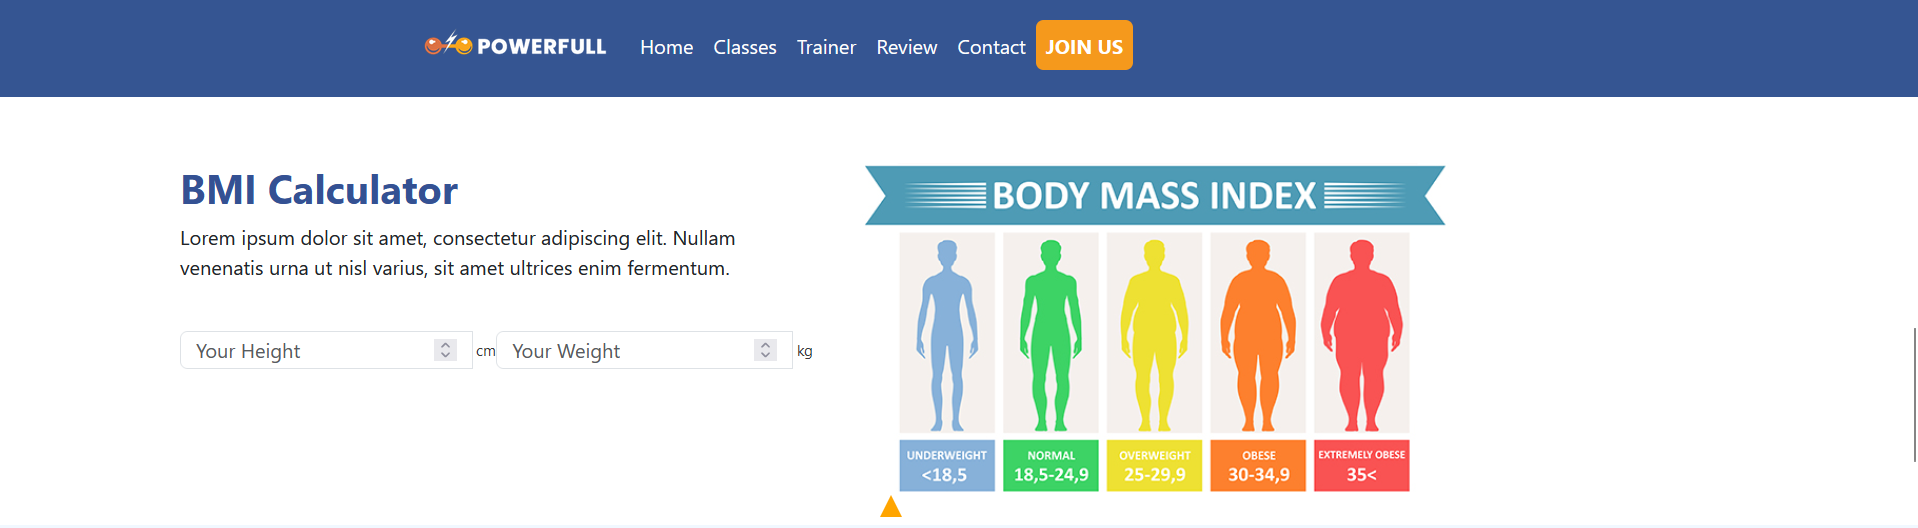 POWERFULL Home Classes Trainer Review Contact JOIN US
BMI Calculator
Lorem ipsum dolor sit amet, consectetur adipiscing elit. Nullam
venenatis urna ut nisl varius, sit amet ultrices enim fermentum.
Your Height cm Your Weight kg
BODY MASS INDEX
UNDERWEIGHT
<18,5
NORMAL
18,5-24,9
OVERWEIGHT
25-29,9
OBESE
30-34,9
EXTREMELY OBESE
35<